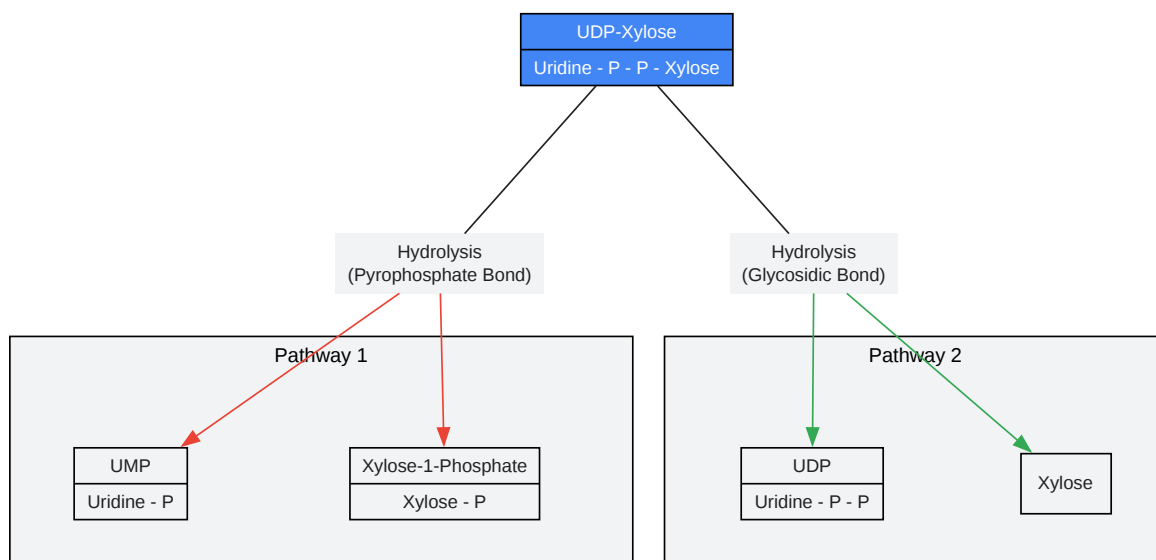 UDP-Xylose
Uridine - P - P - Xylose
Hydrolysis
(Pyrophosphate Bond)
Hydrolysis
(Glycosidic Bond)
Pathway 1
UMP
Uridine - P
Xylose-1-Phosphate
Xylose - P
Pathway 2
UDP
Uridine - P - P
Xylose